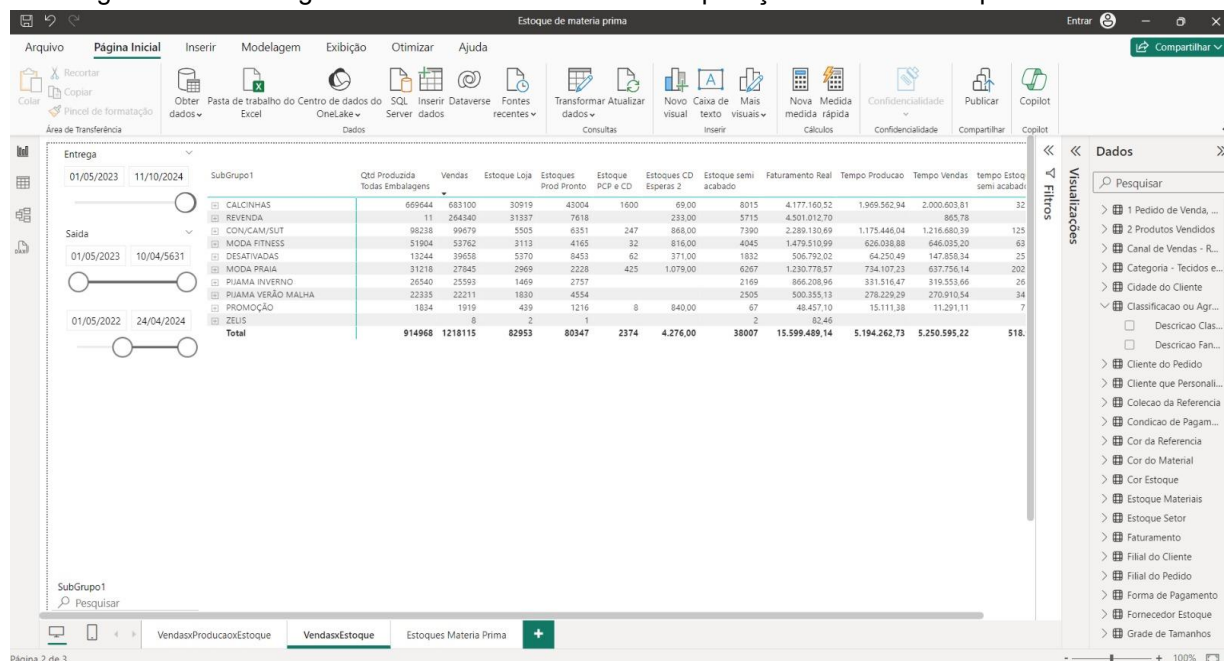 Estoque de materia prima
Entrar
Arquivo Página Inicial Inserir Modelagem Exibição Otimizar Ajuda
Compartilhar
Colar
Recortar
Copiar
Pincel de formatação
Área de Transferência
Obter dados
Pasta de trabalho do Excel
Centro de dados do OneLake
SQL Server
Inserir dados
Dataverse
Fontes recentes
Dados
Transformar dados
Atualizar
Consultas
Novo visual
Caixa de texto
Mais visuais
Inserir
Nova medida
Medida rápida
Cálculos
Confidencialidade
Confidencialidade
Publicar
Compartilhar
Copilot
Copilot
Entrega
01/05/2023 11/10/2024
Saida
01/05/2023 10/04/5631
01/05/2022 24/04/2024
SubGrupo1
Pesquisar
SubGrupo1 Qtd Produzida Todas Embalagens Vendas Estoque Loja Estoques Prod Pronto Estoque PCP e CD Estoques CD Esperas 2 Estoque semi acabado Faturamento Real Tempo Producao Tempo Vendas tempo Estoq semi acabad
CALCINHAS 669644 683100 30919 43004 1600 69,00 8015 4.177.160,52 1.969.562,94 2.000.603,81 32
REVENDA 11 264340 31337 7618 233,00 5715 4.501.012,70 865,78
CON/CAM/SUT 98238 99679 5505 6351 247 868,00 7390 2.289.130,69 1.175.446,04 1.216.680,39 125
MODA FITNESS 51904 53762 3113 4165 32 816,00 4045 1.479.510,99 626.038,88 646.035,20 63
DESATIVADAS 13244 39658 5370 8453 62 371,00 1832 506.792,02 64.250,49 147.858,34 25
MODA PRAIA 31218 27845 2969 2228 425 1.079,00 6267 1.230.778,57 734.107,23 637.756,14 202
PIJAMA INVERNO 26540 25593 1469 2757 2169 866.208,96 331.516,47 319.553,66 26
PIJAMA VERÃO MALHA 22335 22211 1830 4554 2505 500.355,13 278.229,29 270.910,54 34
PROMOÇÃO 1834 1919 439 1216 8 840,00 67 48.457,10 15.111,38 11.291,11 7
ZELIS 8 2 1 2 82,46
Total 914968 1218115 82953 80347 2374 4.276,00 38007 15.599.489,14 5.194.262,73 5.250.595,22 518.
Filtros
Visualizações
Dados
Pesquisar
1 Pedido de Venda, ...
2 Produtos Vendidos
Canal de Vendas - R...
Categoria - Tecidos e...
Cidade do Cliente
Classificacao ou Agr...
Descricao Clas...
Descricao Fan...
Cliente do Pedido
Cliente que Personali...
Colecao da Referencia
Condicao de Pagam...
Cor da Referencia
Cor do Material
Cor Estoque
Estoque Materiais
Estoque Setor
Faturamento
Filial do Cliente
Filial do Pedido
Forma de Pagamento
Fornecedor Estoque
Grade de Tamanhos
VendasxProducaoxEstoque VendasxEstoque Estoques Materia Prima
Página 2 de 3
100%